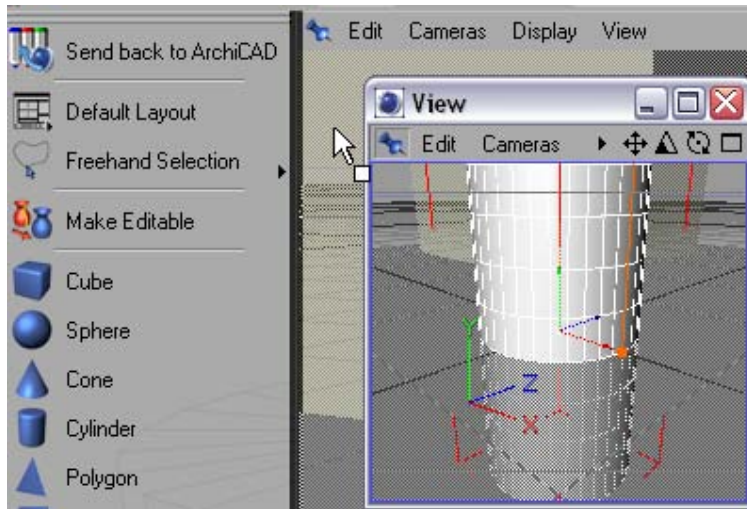 Send back to ArchiCAD
Default Layout
Freehand Selection
Make Editable
Cube
Sphere
Cone
Cylinder
Polygon
Edit Cameras Display View
View
Edit Cameras
Y
Z
X